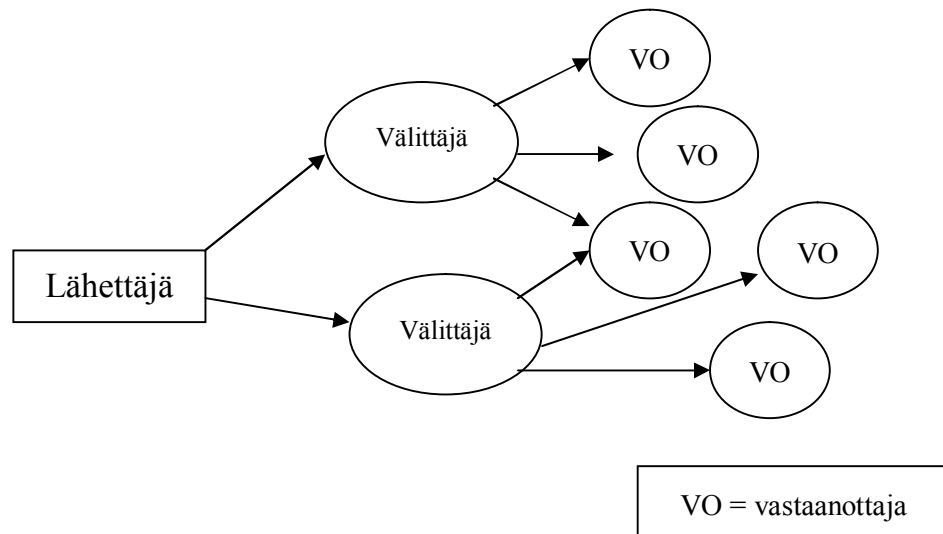 VO
Välittäjä
VO
VO
VO
Lähettäjä
Välittäjä
VO
VO = vastaanottaja